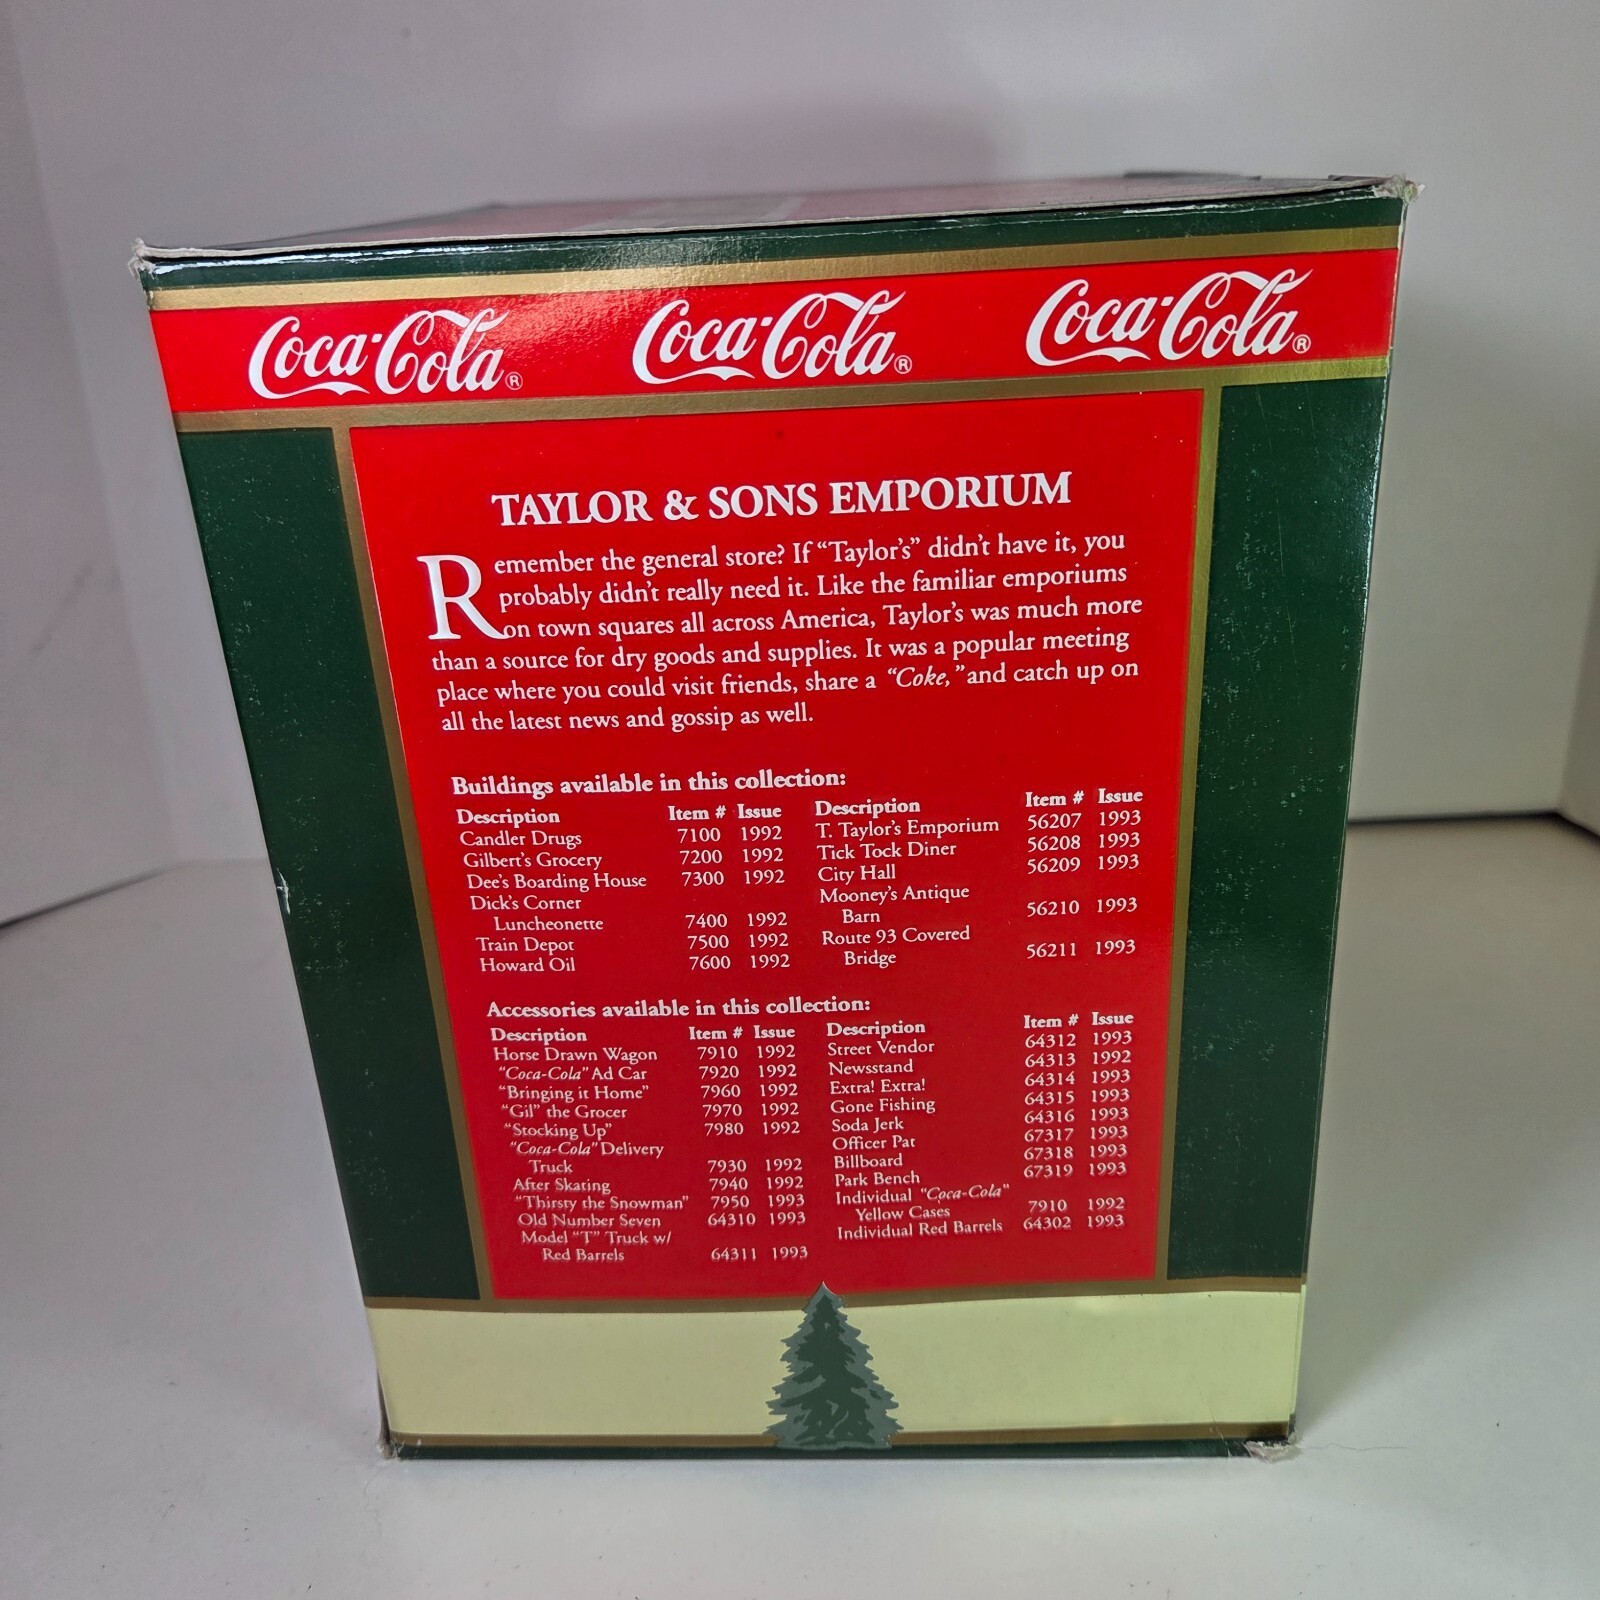 Coca-Cola® Coca-Cola® Coca-Cola®
TAYLOR & SONS EMPORIUM
Remember the general store? If “Taylor’s” didn’t have it, you
probably didn’t really need it. Like the familiar emporiums
on town squares all across America, Taylor’s was much more
than a source for dry goods and supplies. It was a popular meeting
place where you could visit friends, share a “Coke,” and catch up on
all the latest news and gossip as well.
Buildings available in this collection:
Description Item # Issue
Candler Drugs 7100 1992
Gilbert’s Grocery 7200 1992
Dee’s Boarding House 7300 1992
Dick’s Corner
Luncheonette 7400 1992
Train Depot 7500 1992
Howard Oil 7600 1992
Description Item # Issue
T. Taylor’s Emporium 56207 1993
Tick Tock Diner 56208 1993
City Hall 56209 1993
Mooney’s Antique
Barn 56210 1993
Route 93 Covered
Bridge 56211 1993
Accessories available in this collection:
Description Item # Issue
Horse Drawn Wagon 7910 1992
“Coca-Cola” Ad Car 7920 1992
“Bringing it Home” 7960 1992
“Gil” the Grocer 7970 1992
“Stocking Up” 7980 1992
“Coca-Cola” Delivery
Truck 7930 1992
After Skating 7940 1992
“Thirsty the Snowman” 7950 1993
Old Number Seven 64310 1993
Model “T” Truck w/
Red Barrels 64311 1993
Description Item # Issue
Street Vendor 64312 1993
Newsstand 64313 1992
Extra! Extra! 64314 1993
Gone Fishing 64315 1993
Soda Jerk 64316 1993
Officer Pat 67317 1993
Billboard 67318 1993
Park Bench 67319 1993
Individual “Coca-Cola”
Yellow Cases 7910 1992
Individual Red Barrels 64302 1993